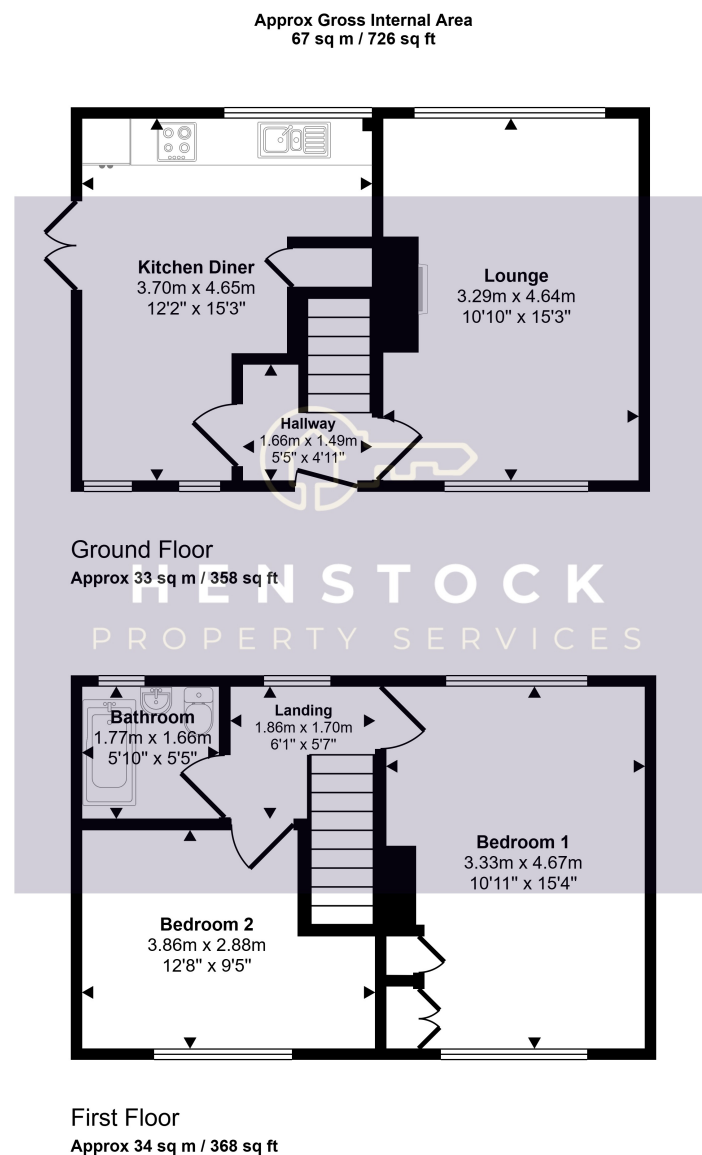 Approx Gross Internal Area
67 sq m / 726 sq ft
Kitchen Diner
3.70m x 4.65m
12'2" x 15'3"
Lounge
3.29m x 4.64m
10'10" x 15'3"
Hallway
1.66m x 1.49m
5'5" x 4'11"
Ground Floor
Approx 33 sq m / 358 sq ft
HENSTOCK
PROPERTY SERVICES
Bathroom
1.77m x 1.66m
5'10" x 5'5"
Landing
1.86m x 1.70m
6'1" x 5'7"
Bedroom 1
3.33m x 4.67m
10'11" x 15'4"
Bedroom 2
3.86m x 2.88m
12'8" x 9'5"
First Floor
Approx 34 sq m / 368 sq ft